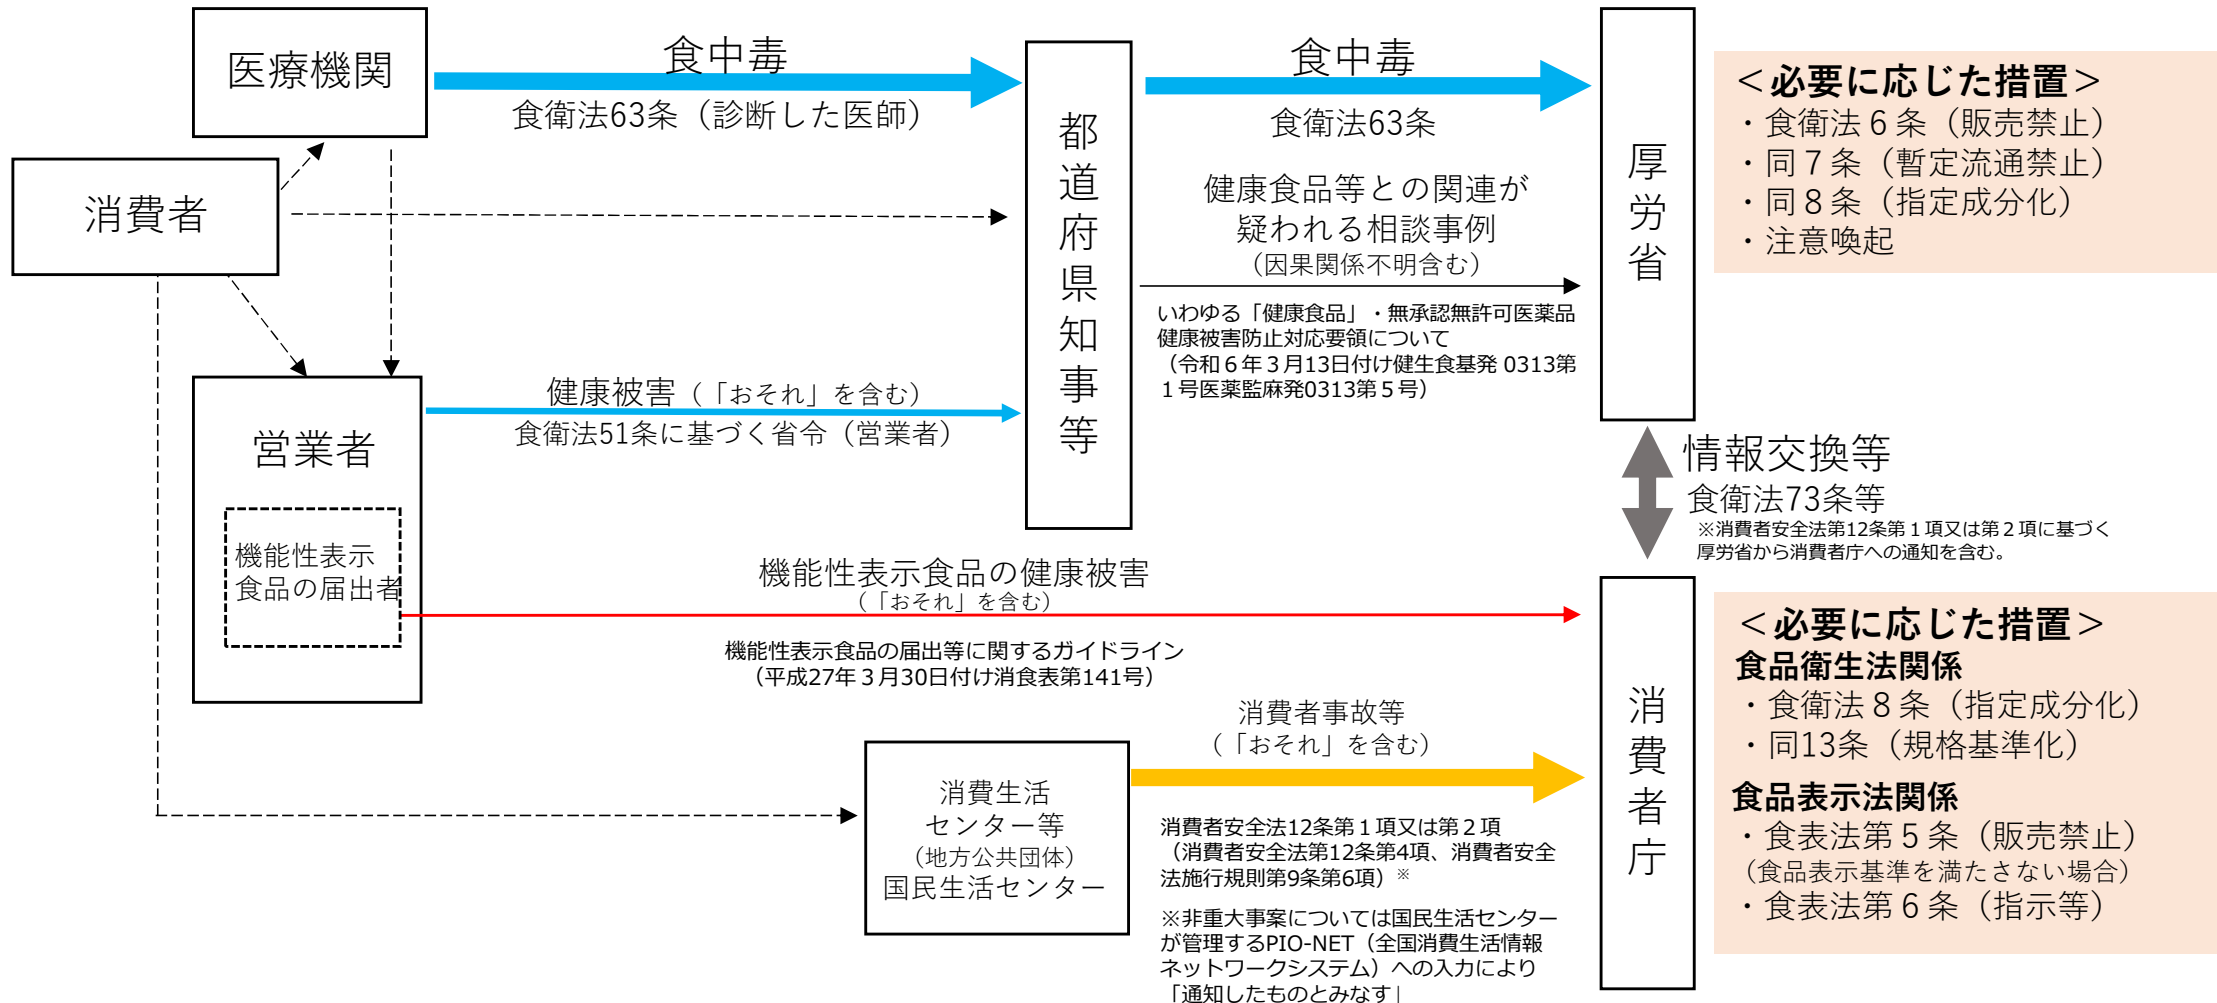 医療機関
消費者
食中毒
食衛法63条（診断した医師）
都道府県知事等
食中毒
食衛法63条
健康食品等との関連が
疑われる相談事例
（因果関係不明含む）
いわゆる「健康食品」・無承認無許可医薬品
健康被害防止対応要領について
（令和６年３月13日付け健生食基発 0313第
１号医薬監麻発0313第５号）
厚労省
＜必要に応じた措置＞
・食衛法６条（販売禁止）
・同７条（暫定流通禁止）
・同８条（指定成分化）
・注意喚起
営業者
機能性表示
食品の届出者
健康被害（「おそれ」を含む）
食衛法51条に基づく省令（営業者）
情報交換等
食衛法73条等
※消費者安全法第12条第１項又は第２項に基づく
厚労省から消費者庁への通知を含む。
機能性表示食品の健康被害
（「おそれ」を含む）
機能性表示食品の届出等に関するガイドライン
（平成27年３月30日付け消食表第141号）
消費生活
センター等
（地方公共団体）
国民生活センター
消費者事故等
（「おそれ」を含む）
消費者安全法12条第１項又は第２項
（消費者安全法第12条第4項、消費者安全
法施行規則第9条第6項）※
※非重大事案については国民生活センター
が管理するPIO-NET（全国消費生活情報
ネットワークシステム）への入力により
「通知したものとみなす」
消費者庁
＜必要に応じた措置＞
食品衛生法関係
・食衛法８条（指定成分化）
・同13条（規格基準化）
食品表示法関係
・食表法第５条（販売禁止）
（食品表示基準を満たさない場合）
・食表法第６条（指示等）